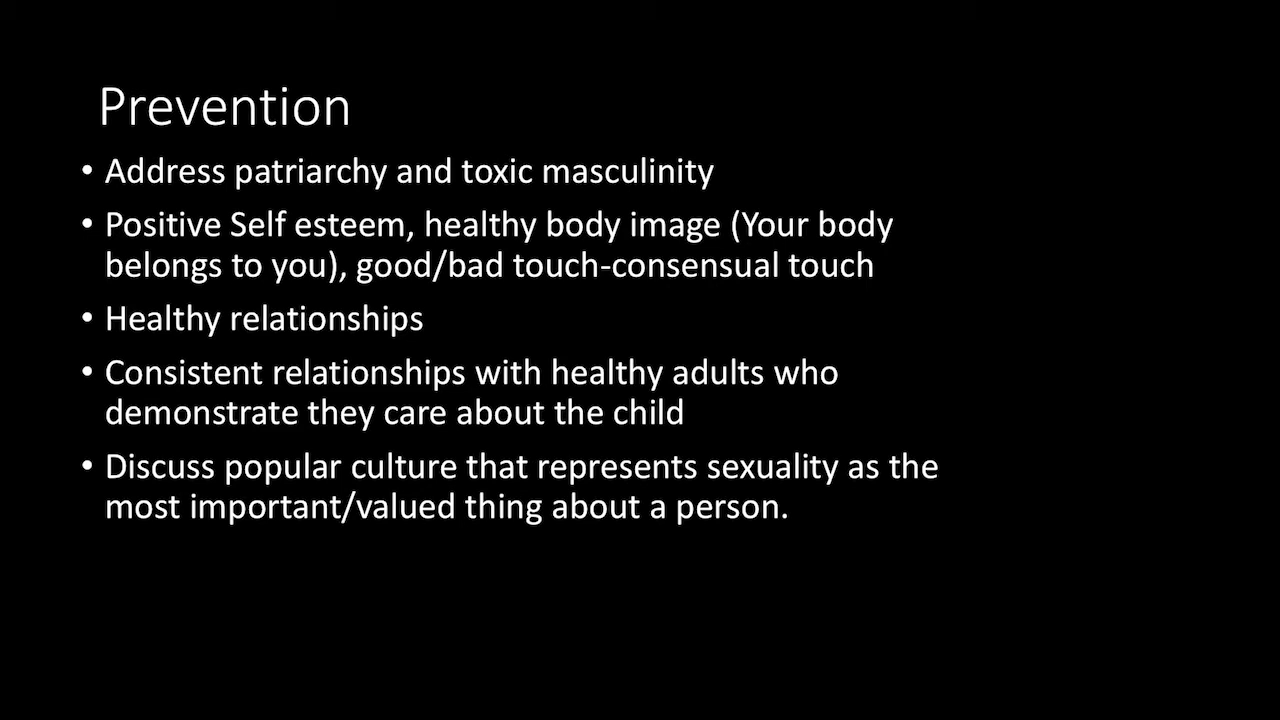 Prevention
• Address patriarchy and toxic masculinity
• Positive Self esteem, healthy body image (Your body
belongs to you), good/bad touch-consensual touch
• Healthy relationships
• Consistent relationships with healthy adults who
demonstrate they care about the child
• Discuss popular culture that represents sexuality as the
most important/valued thing about a person.